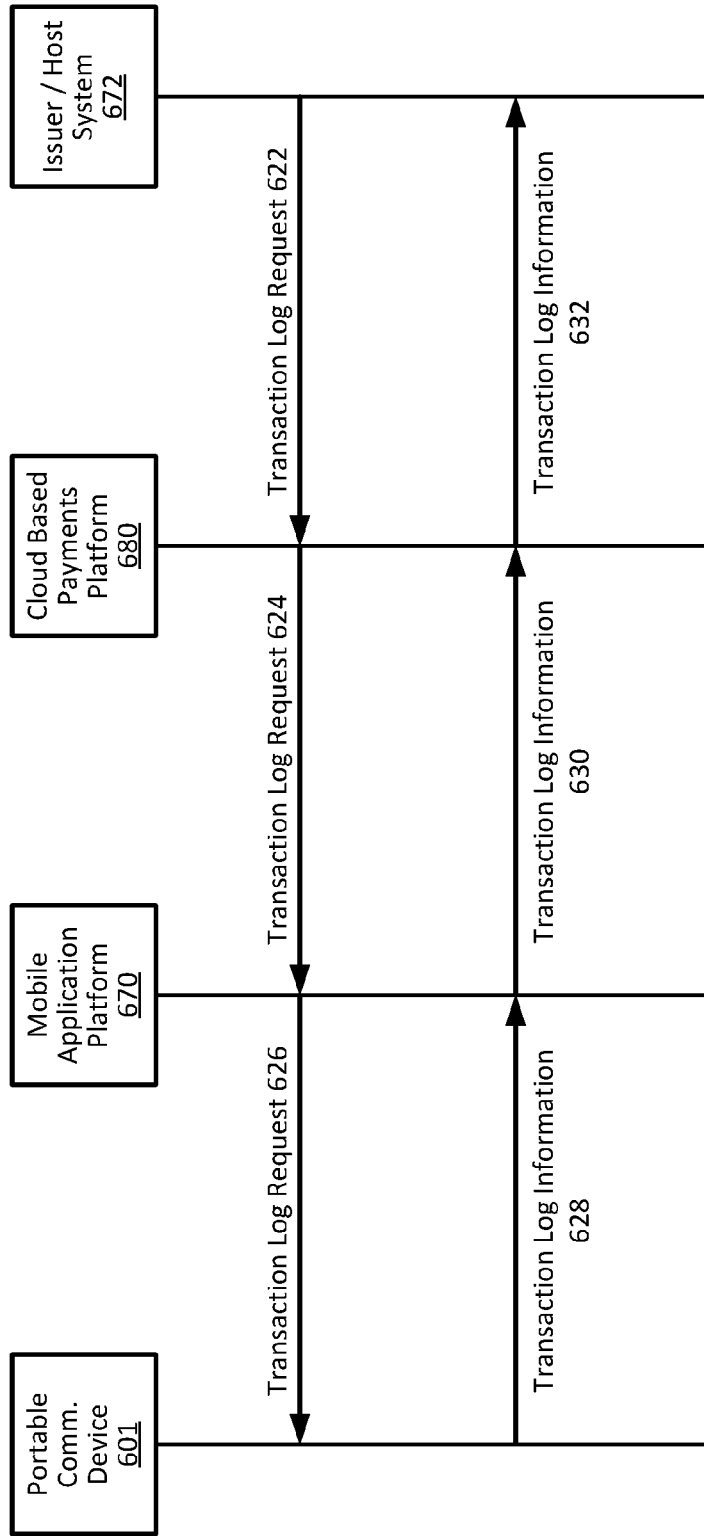 Portable
Comm.
Device
601
Mobile
Application
Platform
670
Cloud Based
Payments
Platform
680
Issuer / Host
System
672
Transaction Log Request 626
Transaction Log Request 624
Transaction Log Request 622
Transaction Log Information
628
Transaction Log Information
630
Transaction Log Information
632